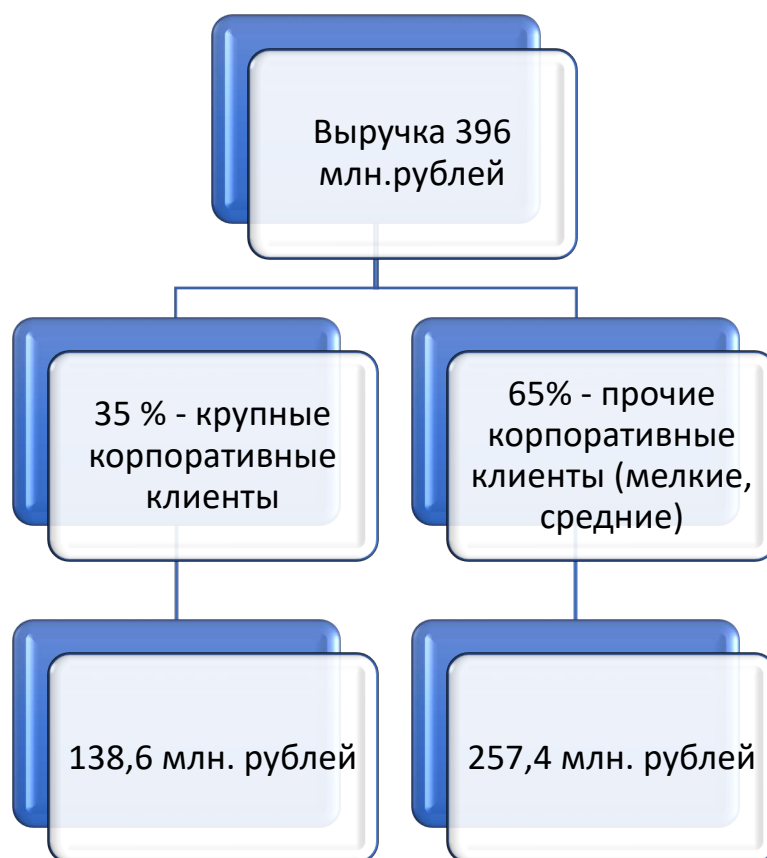 Выручка 396
млн.рублей
35 % - крупные
корпоративные
клиенты
65% - прочие
корпоративные
клиенты (мелкие,
средние)
138,6 млн. рублей
257,4 млн. рублей